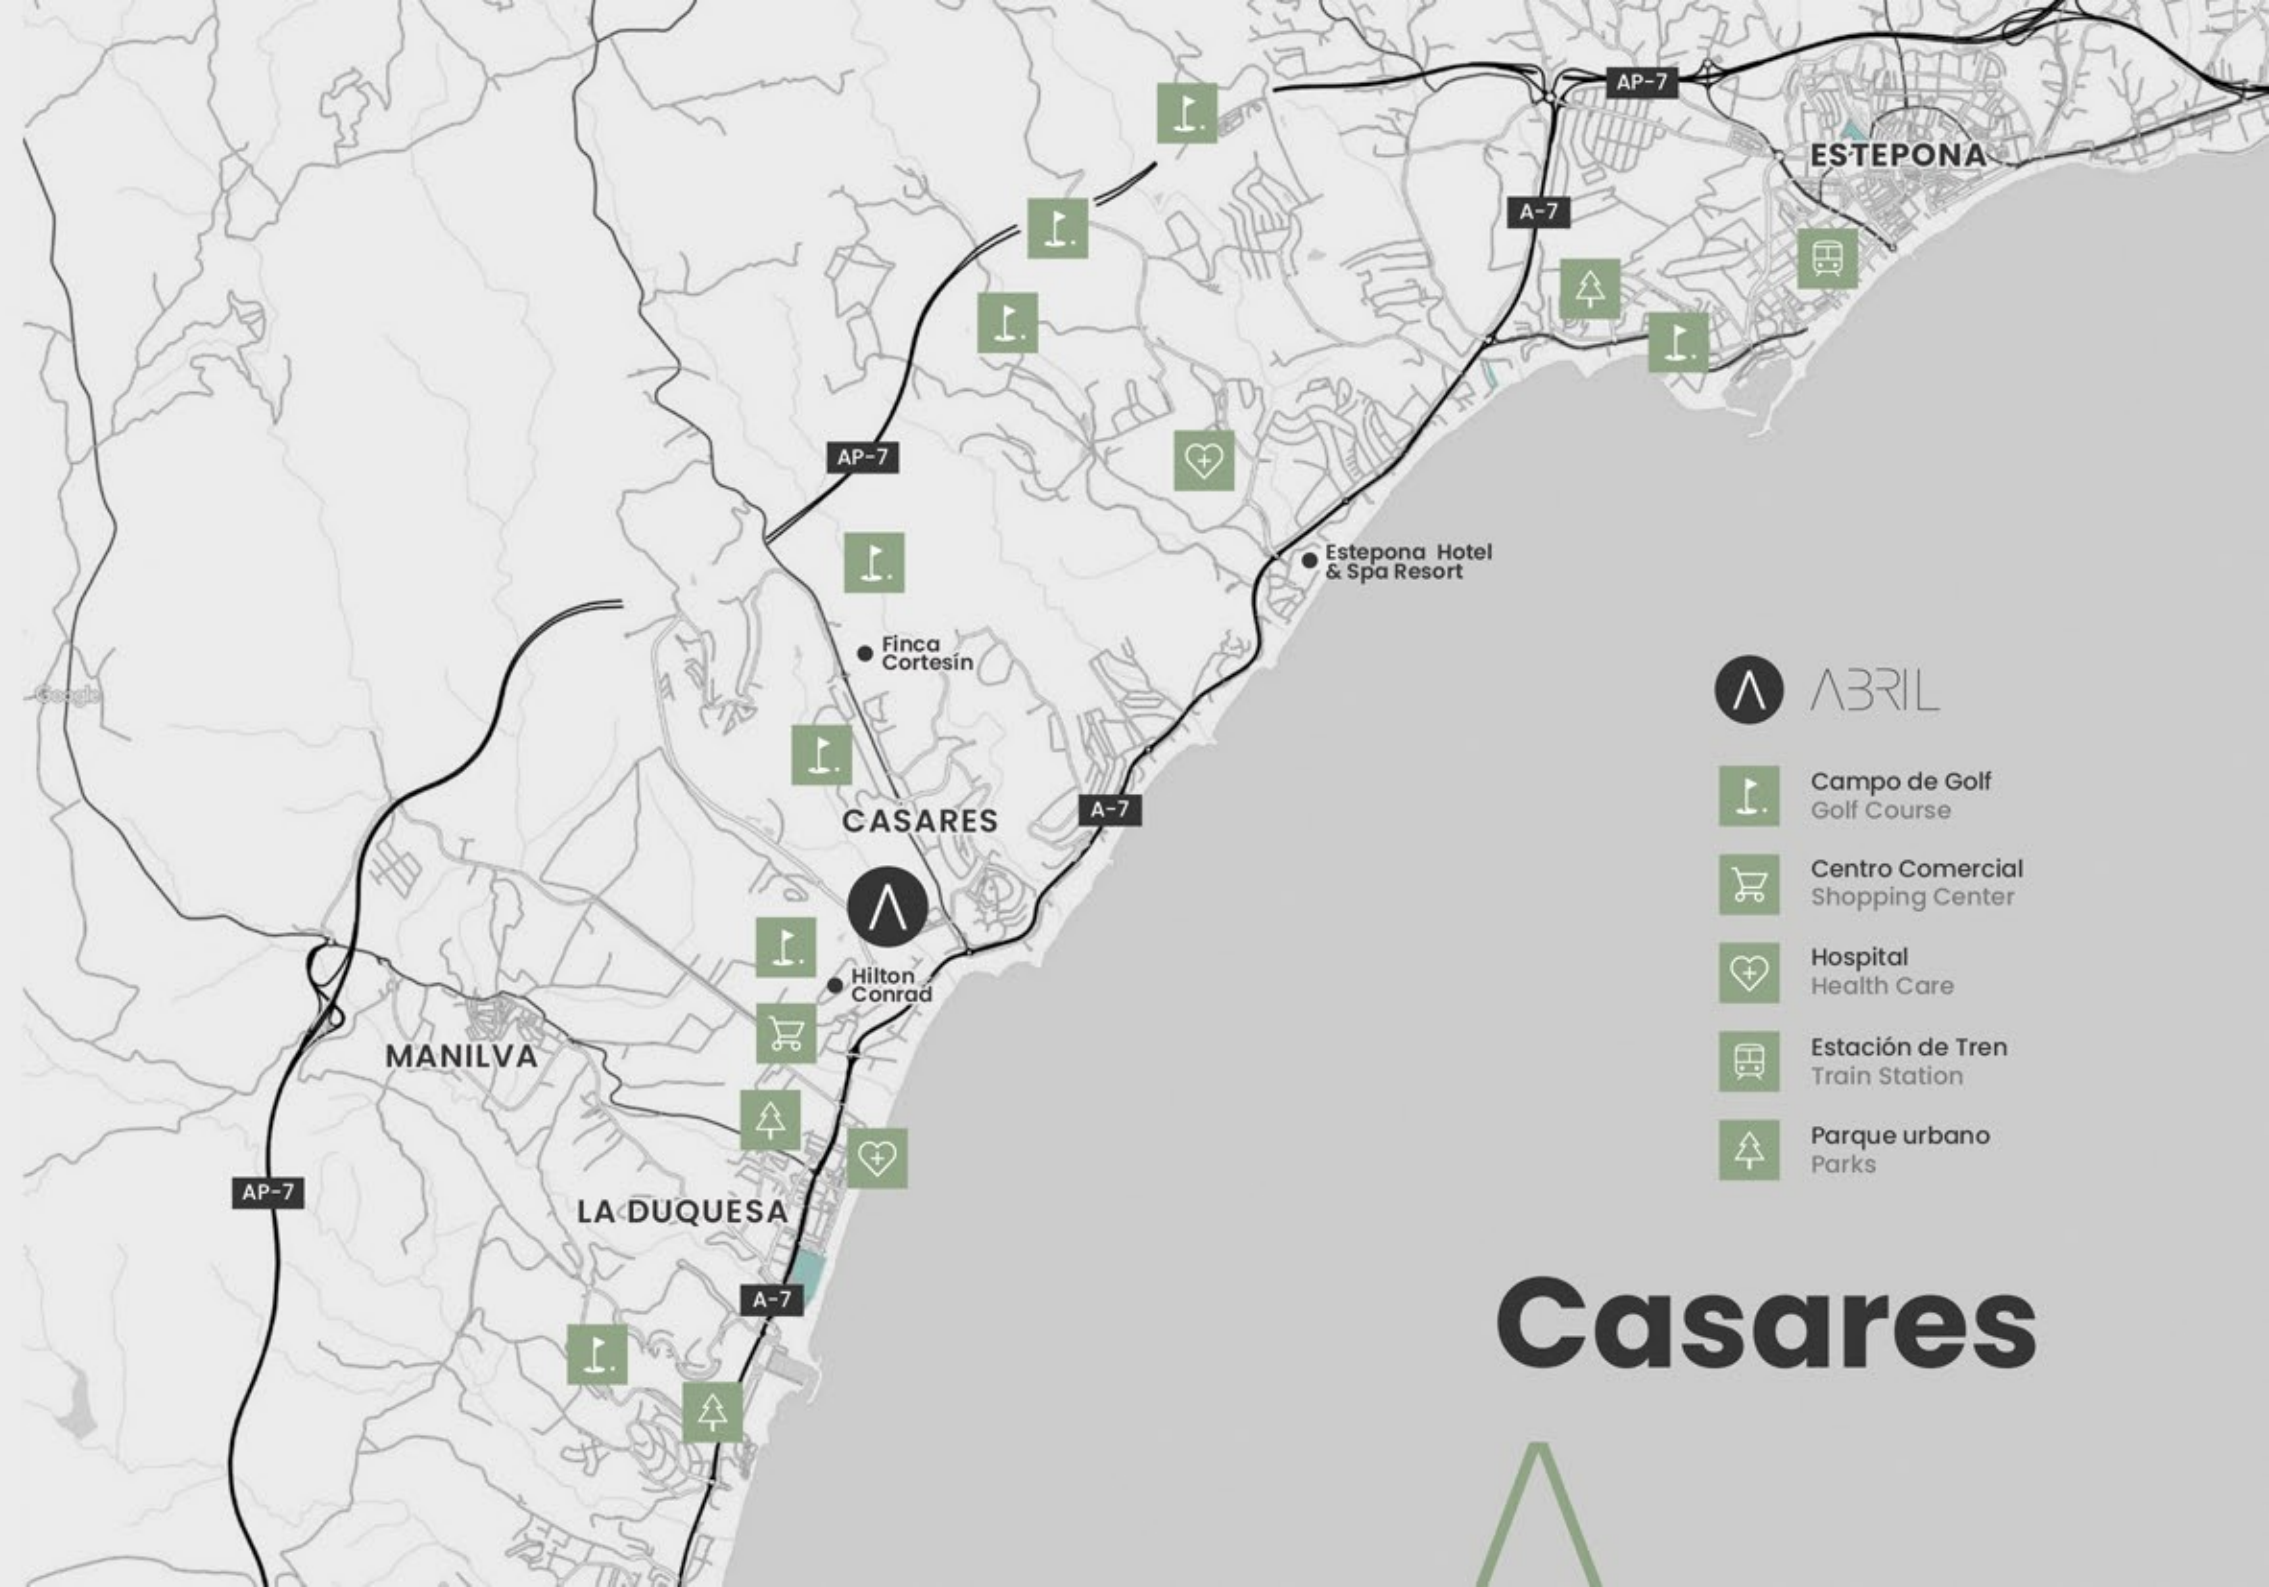 AP-7
ESTEPONA
A-7
AP-7
Estepona Hotel
& Spa Resort
Finca
Cortesín
Google
ABRIL
Campo de Golf
Golf Course
CASARES
A-7
Centro Comercial
Shopping Center
Hospital
Health Care
Hilton
Conrad
Estación de Tren
Train Station
MANILVA
Parque urbano
Parks
AP-7
LA DUQUESA
A-7
Casares